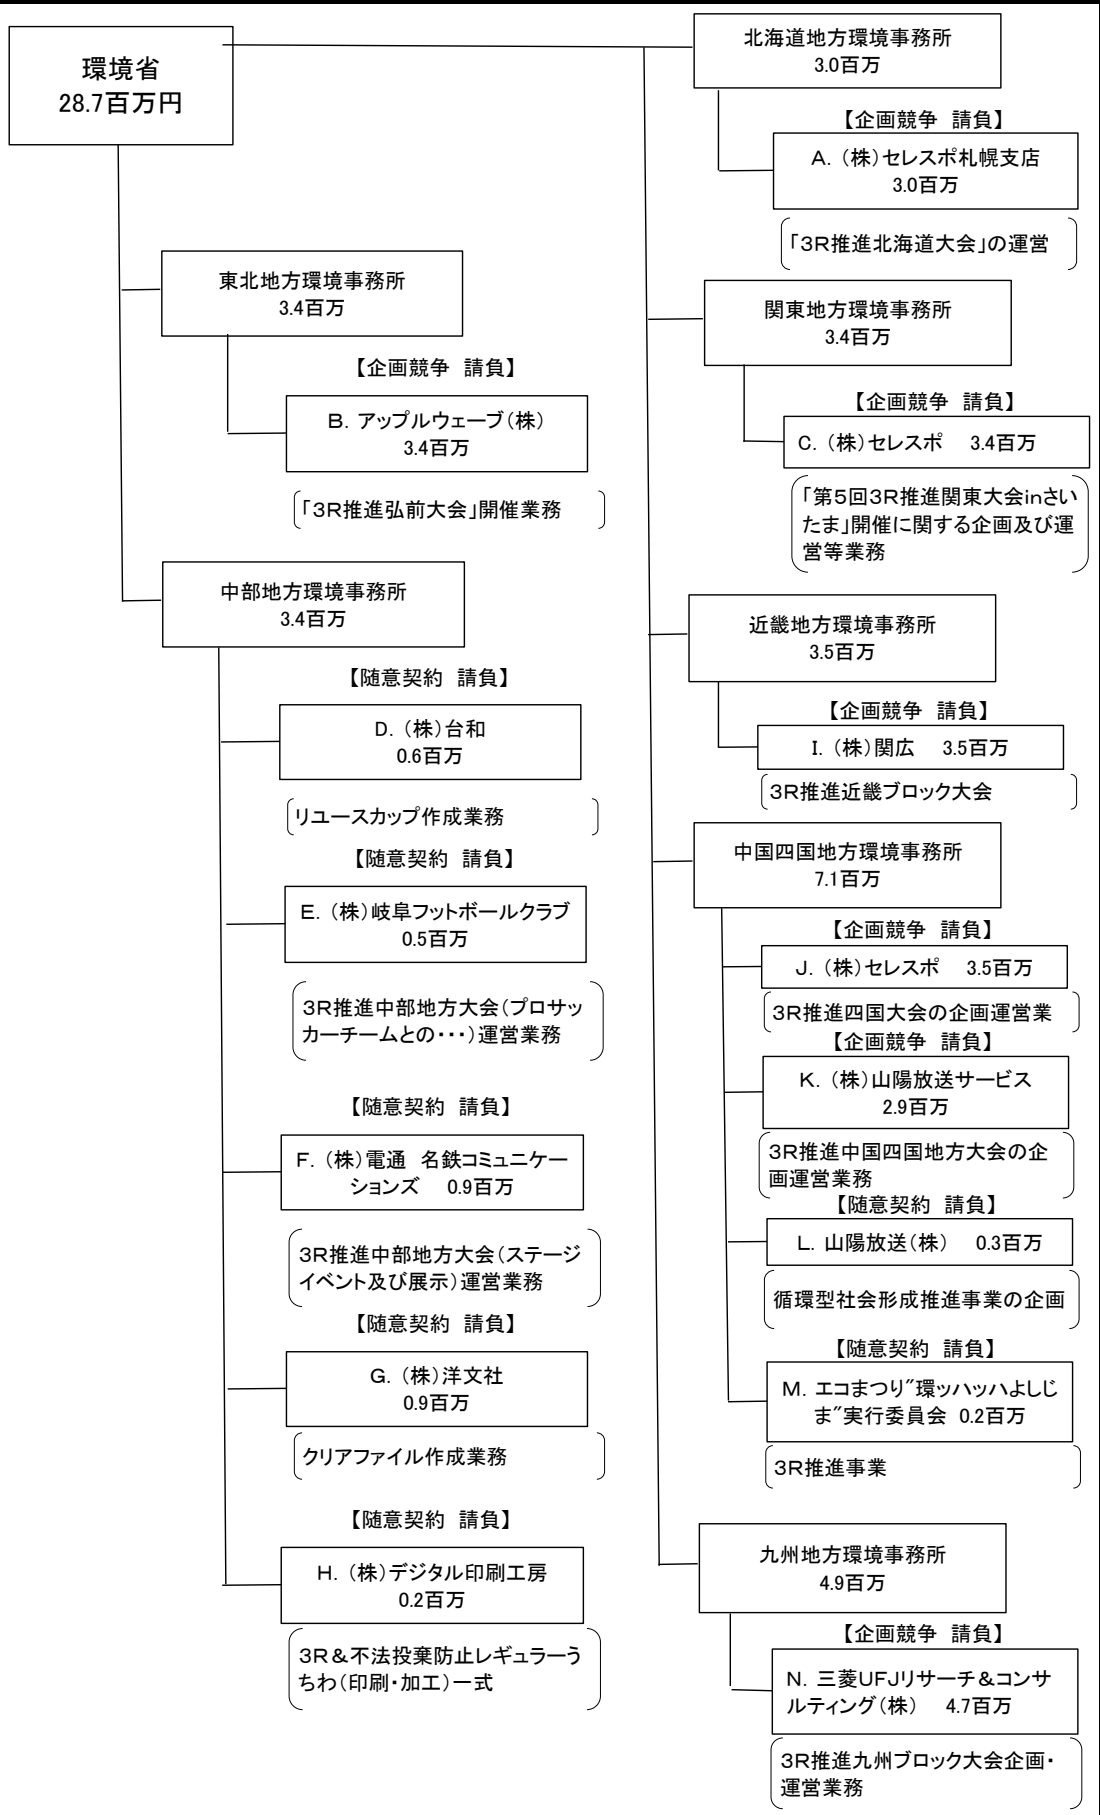 環境省
28.7百万円
東北地方環境事務所
3.4百万
【企画競争 請負】
B. アップルウェーブ(株)
3.4百万
「3R推進弘前大会」開催業務
中部地方環境事務所
3.4百万
【随意契約 請負】
D. (株)台和
0.6百万
リユースカップ作成業務
【随意契約 請負】
E. (株)岐阜フットボールクラブ
0.5百万
3R推進中部地方大会(プロサッ
カーチームとの・・・)運営業務
【随意契約 請負】
F. (株)電通 名鉄コミュニケー
ションズ 0.9百万
3R推進中部地方大会(ステージ
イベント及び展示)運営業務
【随意契約 請負】
G. (株)洋文社
0.9百万
クリアファイル作成業務
【随意契約 請負】
H. (株)デジタル印刷工房
0.2百万
3R&不法投棄防止レギュラーう
ちわ(印刷・加工)一式
北海道地方環境事務所
3.0百万
【企画競争 請負】
A. (株)セレスポ札幌支店
3.0百万
「3R推進北海道大会」の運営
関東地方環境事務所
3.4百万
【企画競争 請負】
C. (株)セレスポ 3.4百万
「第5回3R推進関東大会inさい
たま」開催に関する企画及び運
営等業務
近畿地方環境事務所
3.5百万
【企画競争 請負】
I. (株)関広 3.5百万
3R推進近畿ブロック大会
中国四国地方環境事務所
7.1百万
【企画競争 請負】
J. (株)セレスポ 3.5百万
3R推進四国大会の企画運営業
【企画競争 請負】
K. (株)山陽放送サービス
2.9百万
3R推進中国四国地方大会の企
画運営業務
【随意契約 請負】
L. 山陽放送(株) 0.3百万
循環型社会形成推進事業の企画
【随意契約 請負】
M. エコまつり"環ッハッハよしじ
ま"実行委員会 0.2百万
3R推進事業
九州地方環境事務所
4.9百万
【企画競争 請負】
N. 三菱UFJリサーチ&コンサ
ルティング(株) 4.7百万
3R推進九州ブロック大会企画・
運営業務